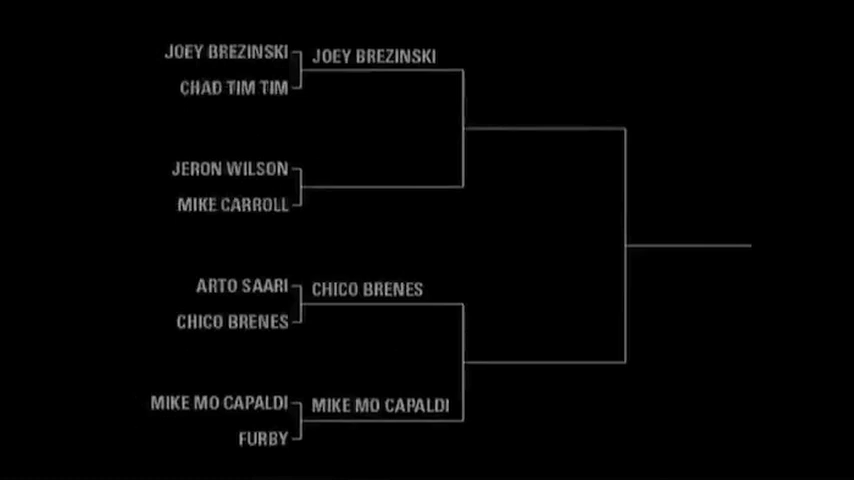 JOEY BREZINSKI
JOEY BREZINSKI
CHAD TIM TIM
JERON WILSON
MIKE CARROLL
ARTO SAARI
CHICO BRENES
CHICO BRENES
MIKE MO CAPALDI
MIKE MO CAPALDI
FURBY